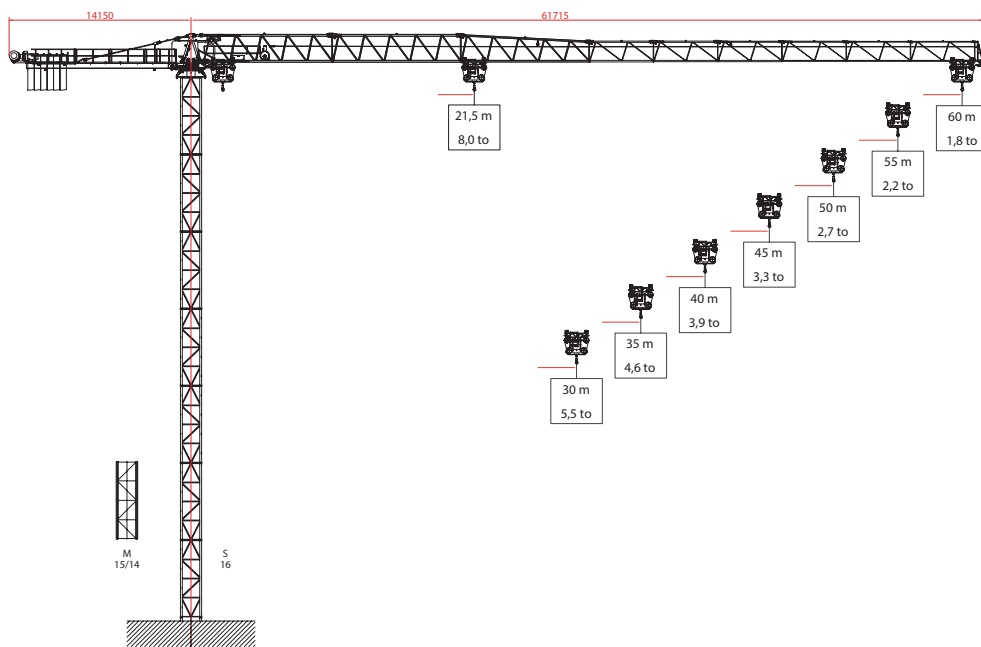 14150
61715
21,5 m
8,0 to
60 m
1,8 to
55 m
2,2 to
50 m
2,7 to
45 m
3,3 to
40 m
3,9 to
35 m
4,6 to
30 m
5,5 to
M
15/14
S
16